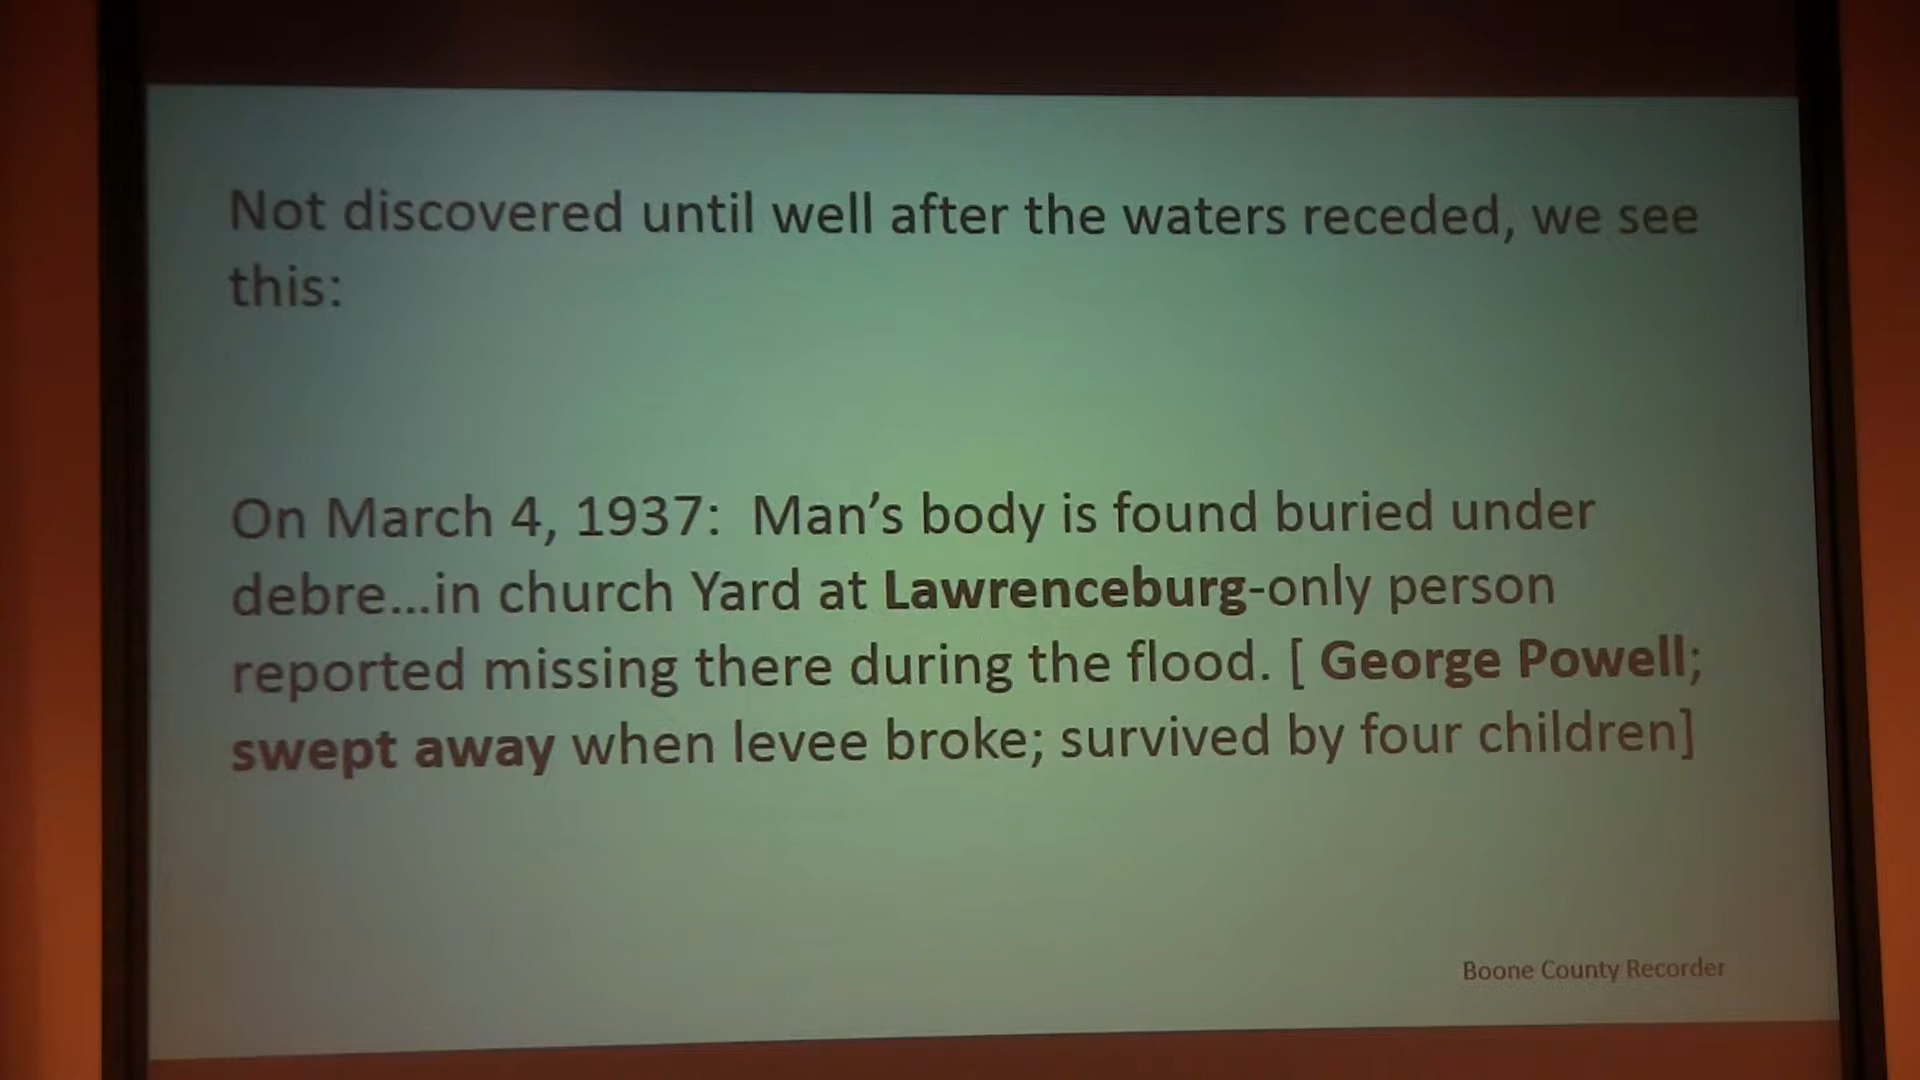 Not discovered until well after the waters receded, we see
this:
On March 4, 1937:  Man’s body is found buried under
debre...in church Yard at Lawrenceburg-only person
reported missing there during the flood. [ George Powell;
swept away when levee broke; survived by four children]
Boone County Recorder